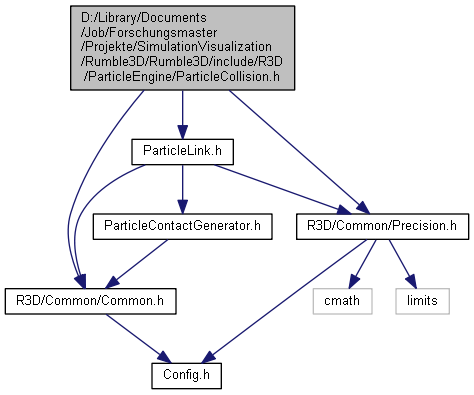 D:/Library/Documents
/Job/Forschungsmaster
/Projekte/SimulationVisualization
/Rumble3D/Rumble3D/include/R3D
/ParticleEngine/ParticleCollision.h
ParticleLink.h
ParticleContactGenerator.h
R3D/Common/Precision.h
R3D/Common/Common.h
cmath
limits
Config.h